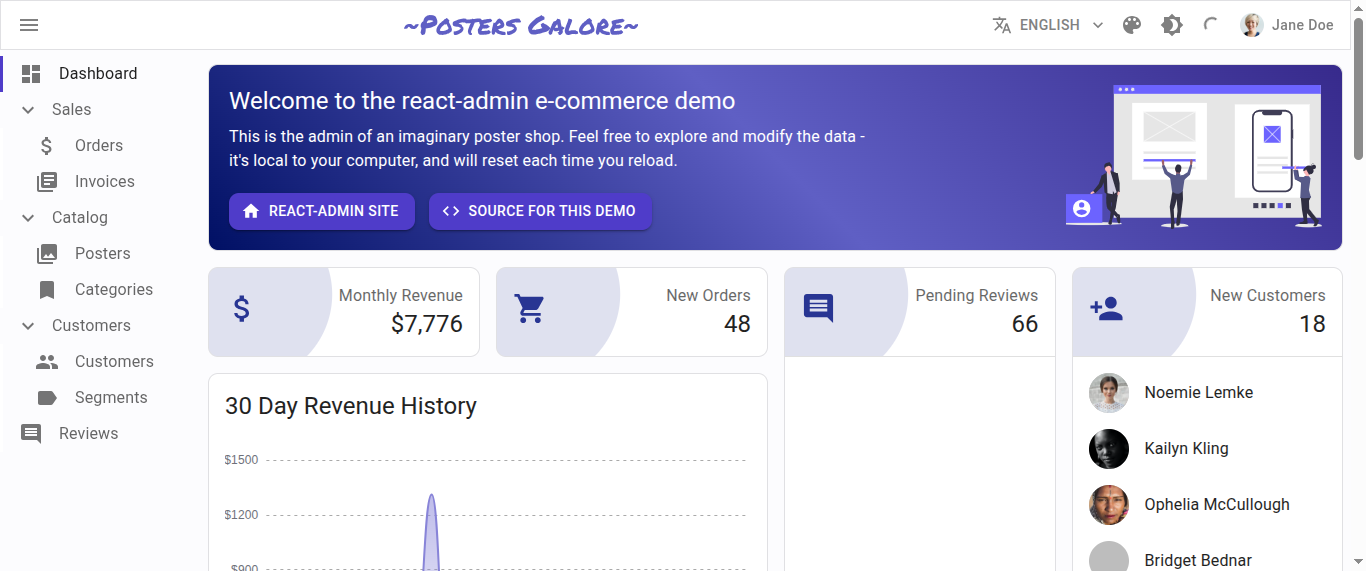 ~Posters Galore~
ENGLISH
Jane Doe
Dashboard
Sales
Orders
Invoices
Catalog
Posters
Categories
Customers
Customers
Segments
Reviews
Welcome to the react-admin e-commerce demo
This is the admin of an imaginary poster shop. Feel free to explore and modify the data -
it's local to your computer, and will reset each time you reload.
REACT-ADMIN SITE
SOURCE FOR THIS DEMO
Monthly Revenue
$7,776
New Orders
48
Pending Reviews
66
New Customers
18
30 Day Revenue History
$1500
$1200
$900
Noemie Lemke
Kailyn Kling
Ophelia McCullough
Bridget Bednar